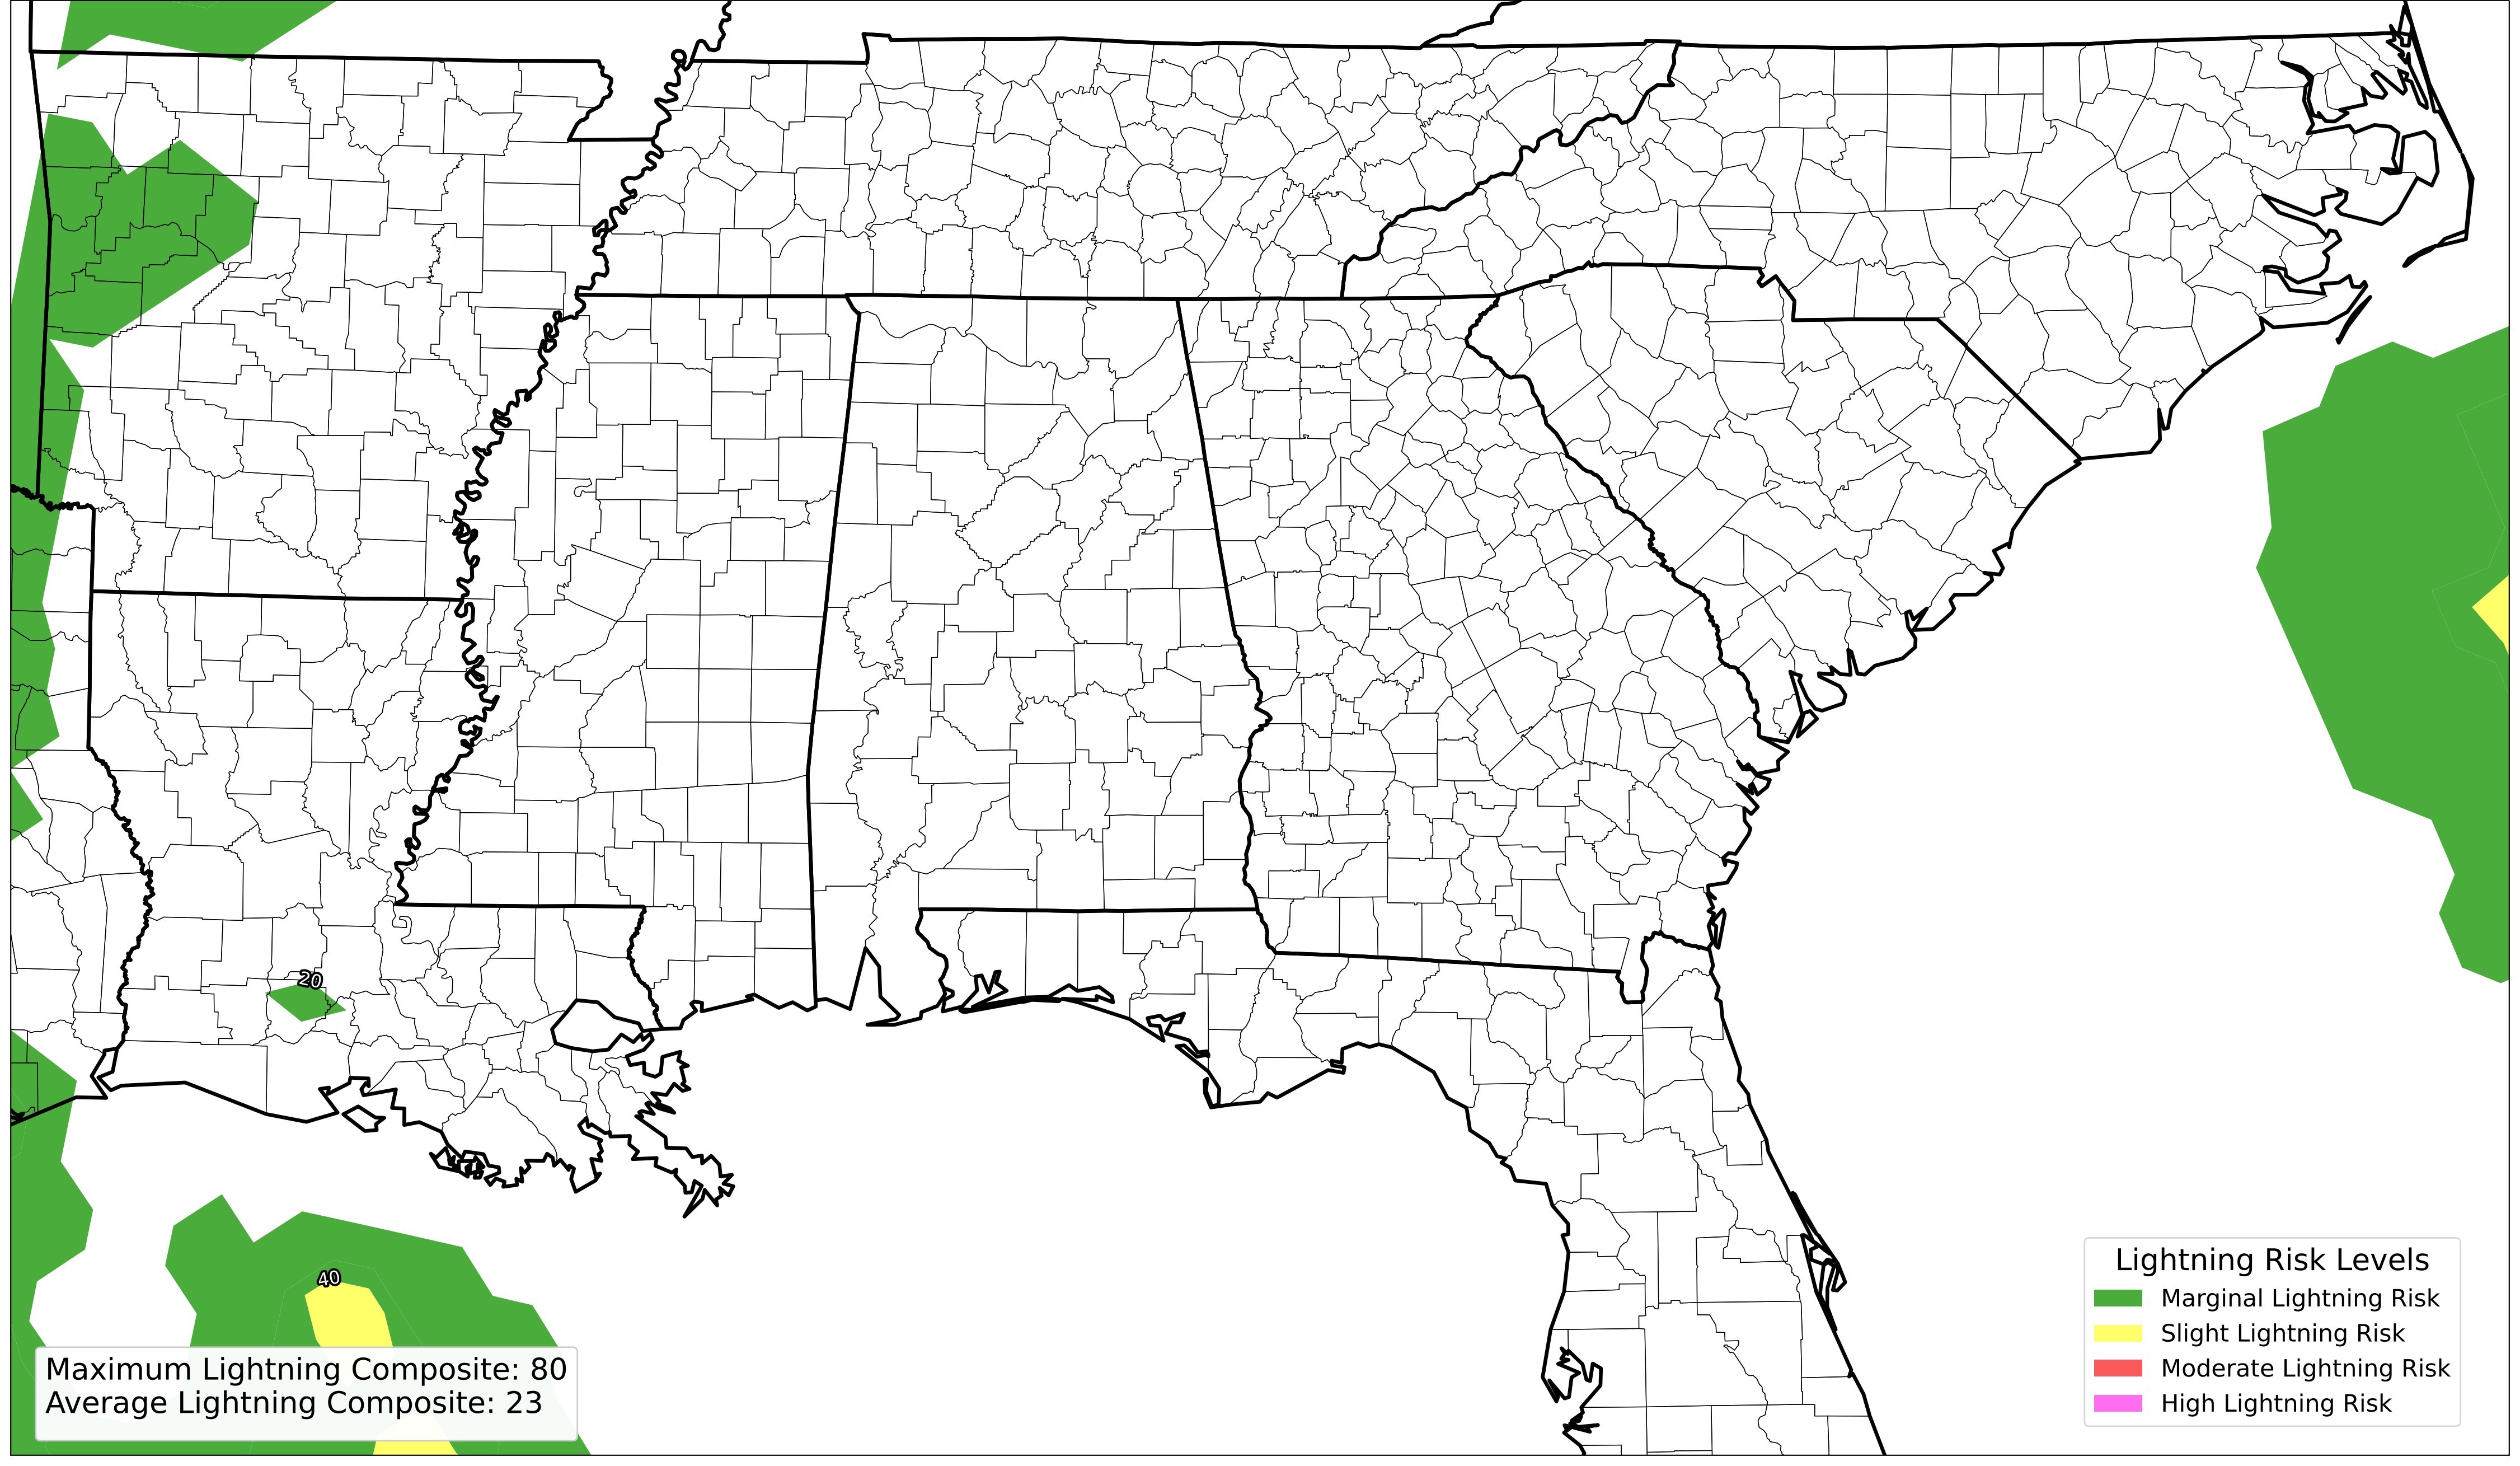 20
40
Maximum Lightning Composite: 80
Average Lightning Composite: 23
Lightning Risk Levels
Marginal Lightning Risk
Slight Lightning Risk
Moderate Lightning Risk
High Lightning Risk